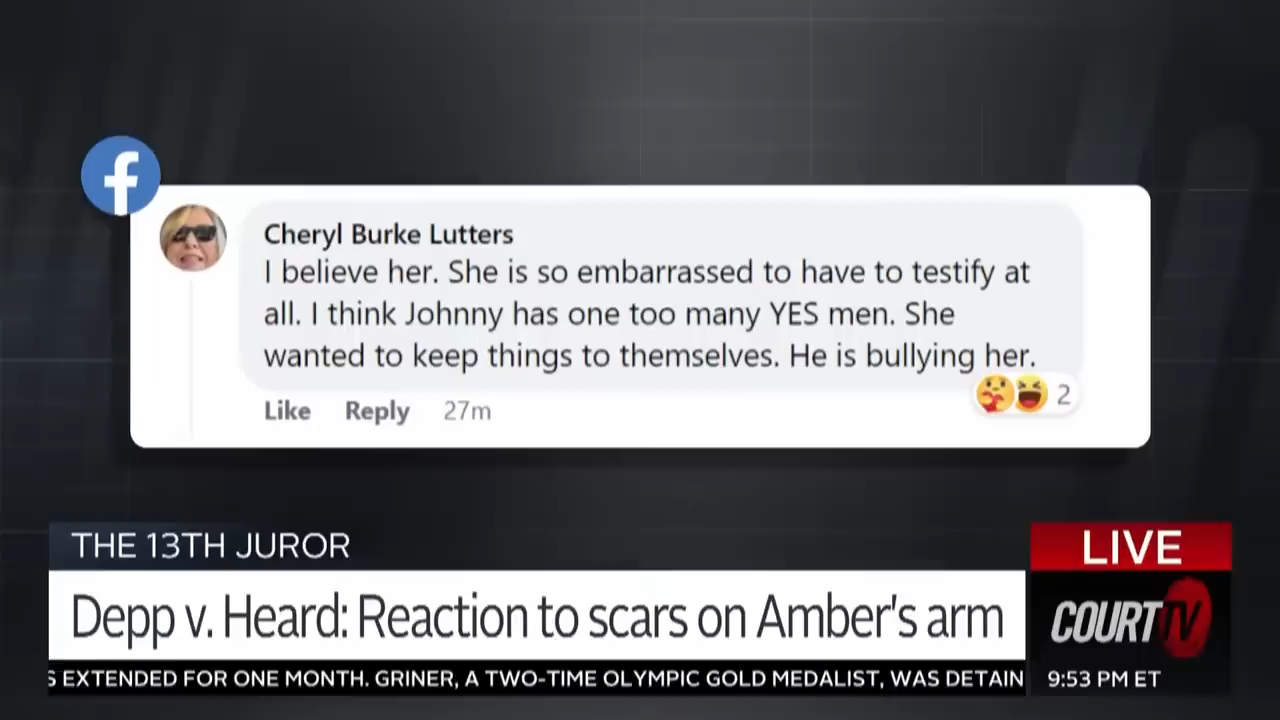 f
Cheryl Burke Lutters
I believe her. She is so embarrassed to have to testify at
all. I think Johnny has one too many YES men. She
wanted to keep things to themselves. He is bullying her.
Like Reply 27m
2
THE 13TH JUROR
LIVE
Depp v. Heard: Reaction to scars on Amber's arm
COURT TV
S EXTENDED FOR ONE MONTH. GRINER, A TWO-TIME OLYMPIC GOLD MEDALIST, WAS DETAIN
9:53 PM ET